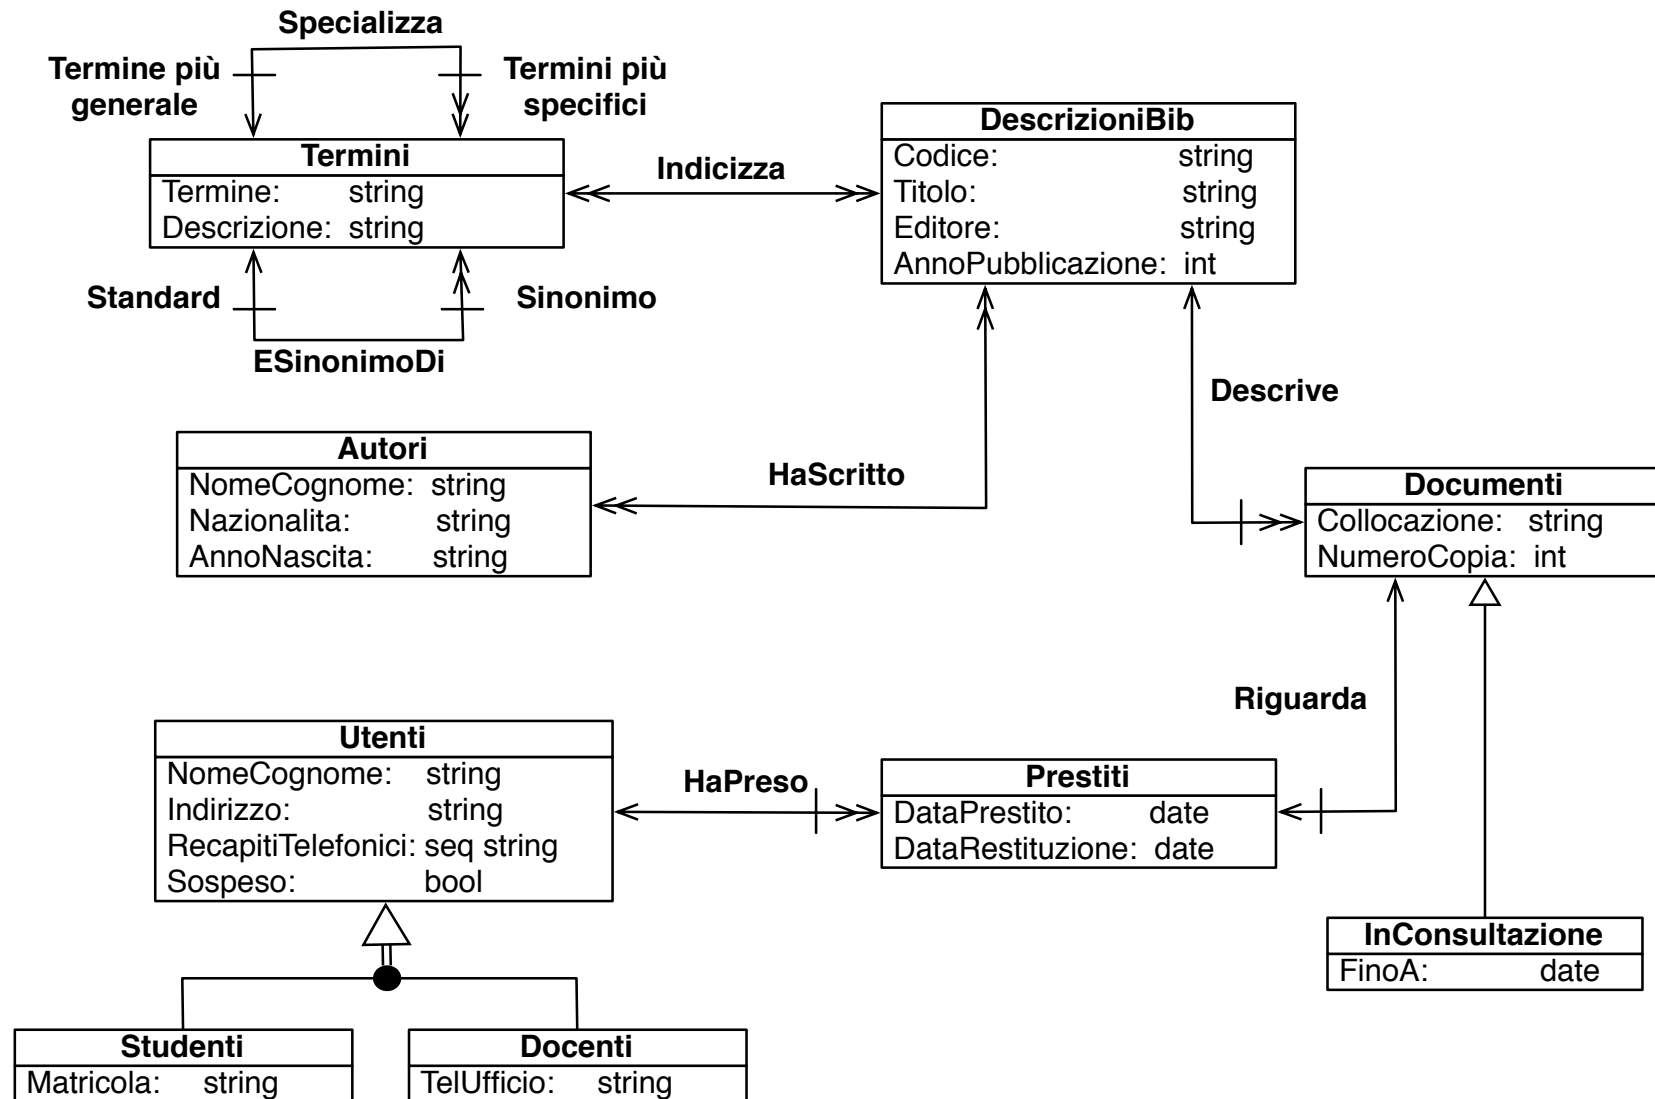 Specializza
Termine più
generale
Termini più
specifici
Termini
Termine: string
Descrizione: string
Indicizza
DescrizioniBib
Codice: string
Titolo: string
Editore: string
AnnoPubblicazione: int
Standard
Sinonimo
ESinonimoDi
Descrive
Autori
NomeCognome: string
Nazionalita: string
AnnoNascita: string
HaScritto
Documenti
Collocazione: string
NumeroCopia: int
Riguarda
Utenti
NomeCognome: string
Indirizzo: string
RecapitiTelefonici: seq string
Sospeso: bool
HaPreso
Prestiti
DataPrestito: date
DataRestituzione: date
InConsultazione
FinoA: date
Studenti
Matricola: string
Docenti
TelUfficio: string